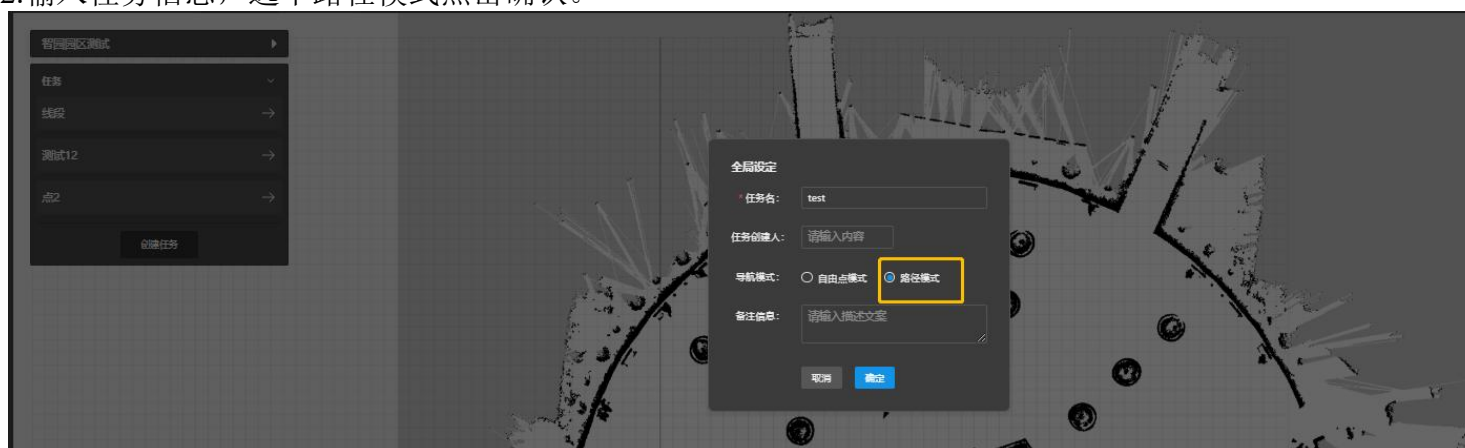 2.输入任务信息，选中路径模式点击确认。
智园园区测试
任务
线段
测试12
点2
创建任务
全局设定
*任务名: test
任务创建人: 请输入内容
导航模式: 自由点模式 路径模式
备注信息: 请输入描述文案
取消 确定